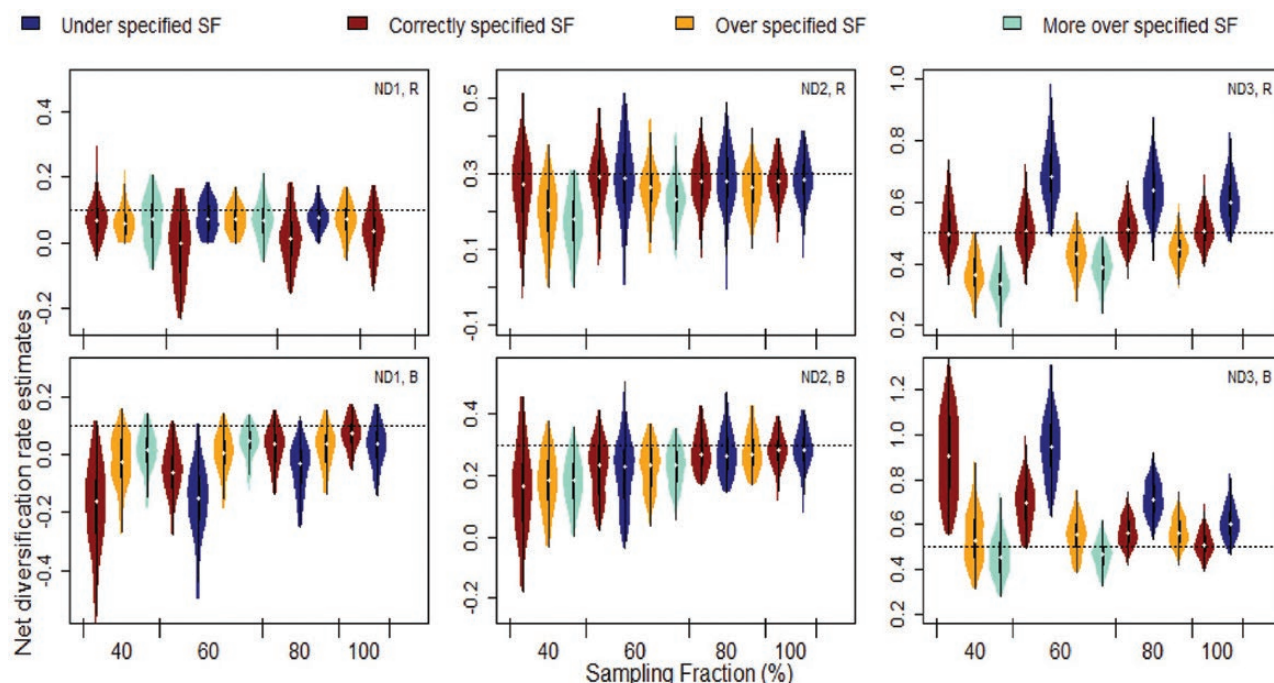 Under specified SF Correctly specified SF Over specified SF More over specified SF
ND1, R ND2, R ND3, R
0.4 0.2 0.0 -0.2
0.5 0.3 0.1 -0.1
1.0 0.8 0.6 0.4 0.2
ND1, B ND2, B ND3, B
0.2 0.0 -0.2 -0.4
0.4 0.2 0.0 -0.2
1.2 1.0 0.8 0.6 0.4 0.2
Net diversification rate estimates
40 60 80 100 40 60 80 100 40 60 80 100
Sampling Fraction (%)